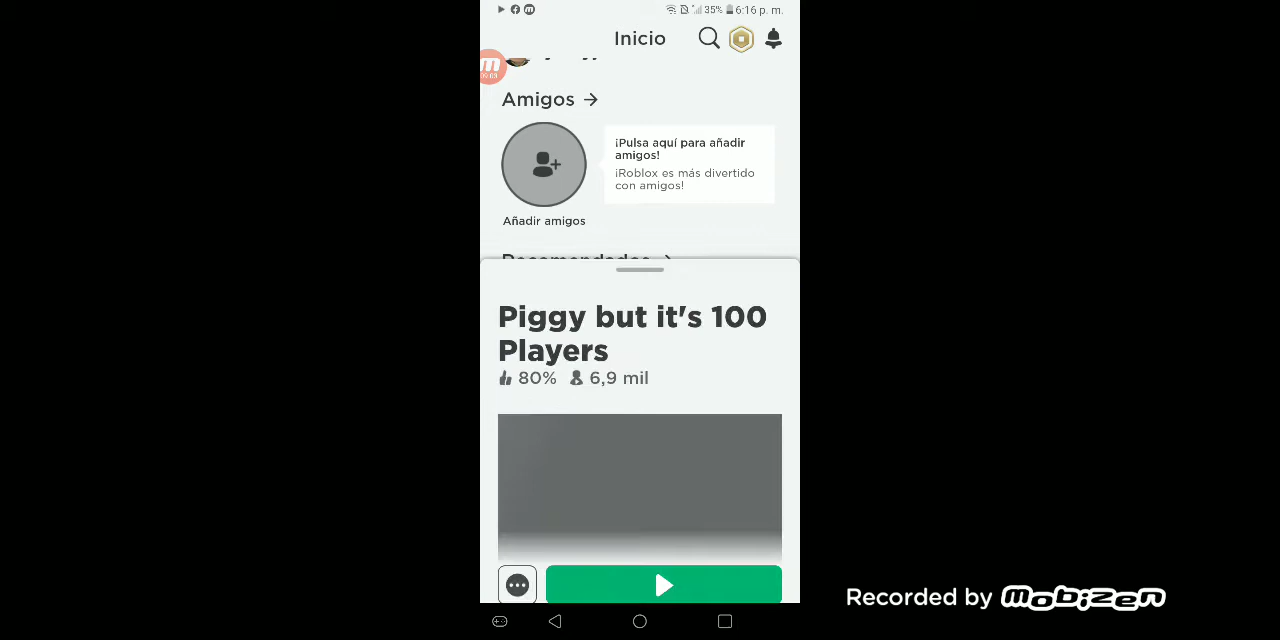 35% 6:16 p. m.
Inicio
Amigos →
¡Pulsa aquí para añadir
amigos!
¡Roblox es más divertido
con amigos!
Añadir amigos
Recomendados
Piggy but it's 100
Players
80% 6,9 mil
Recorded by mobizen